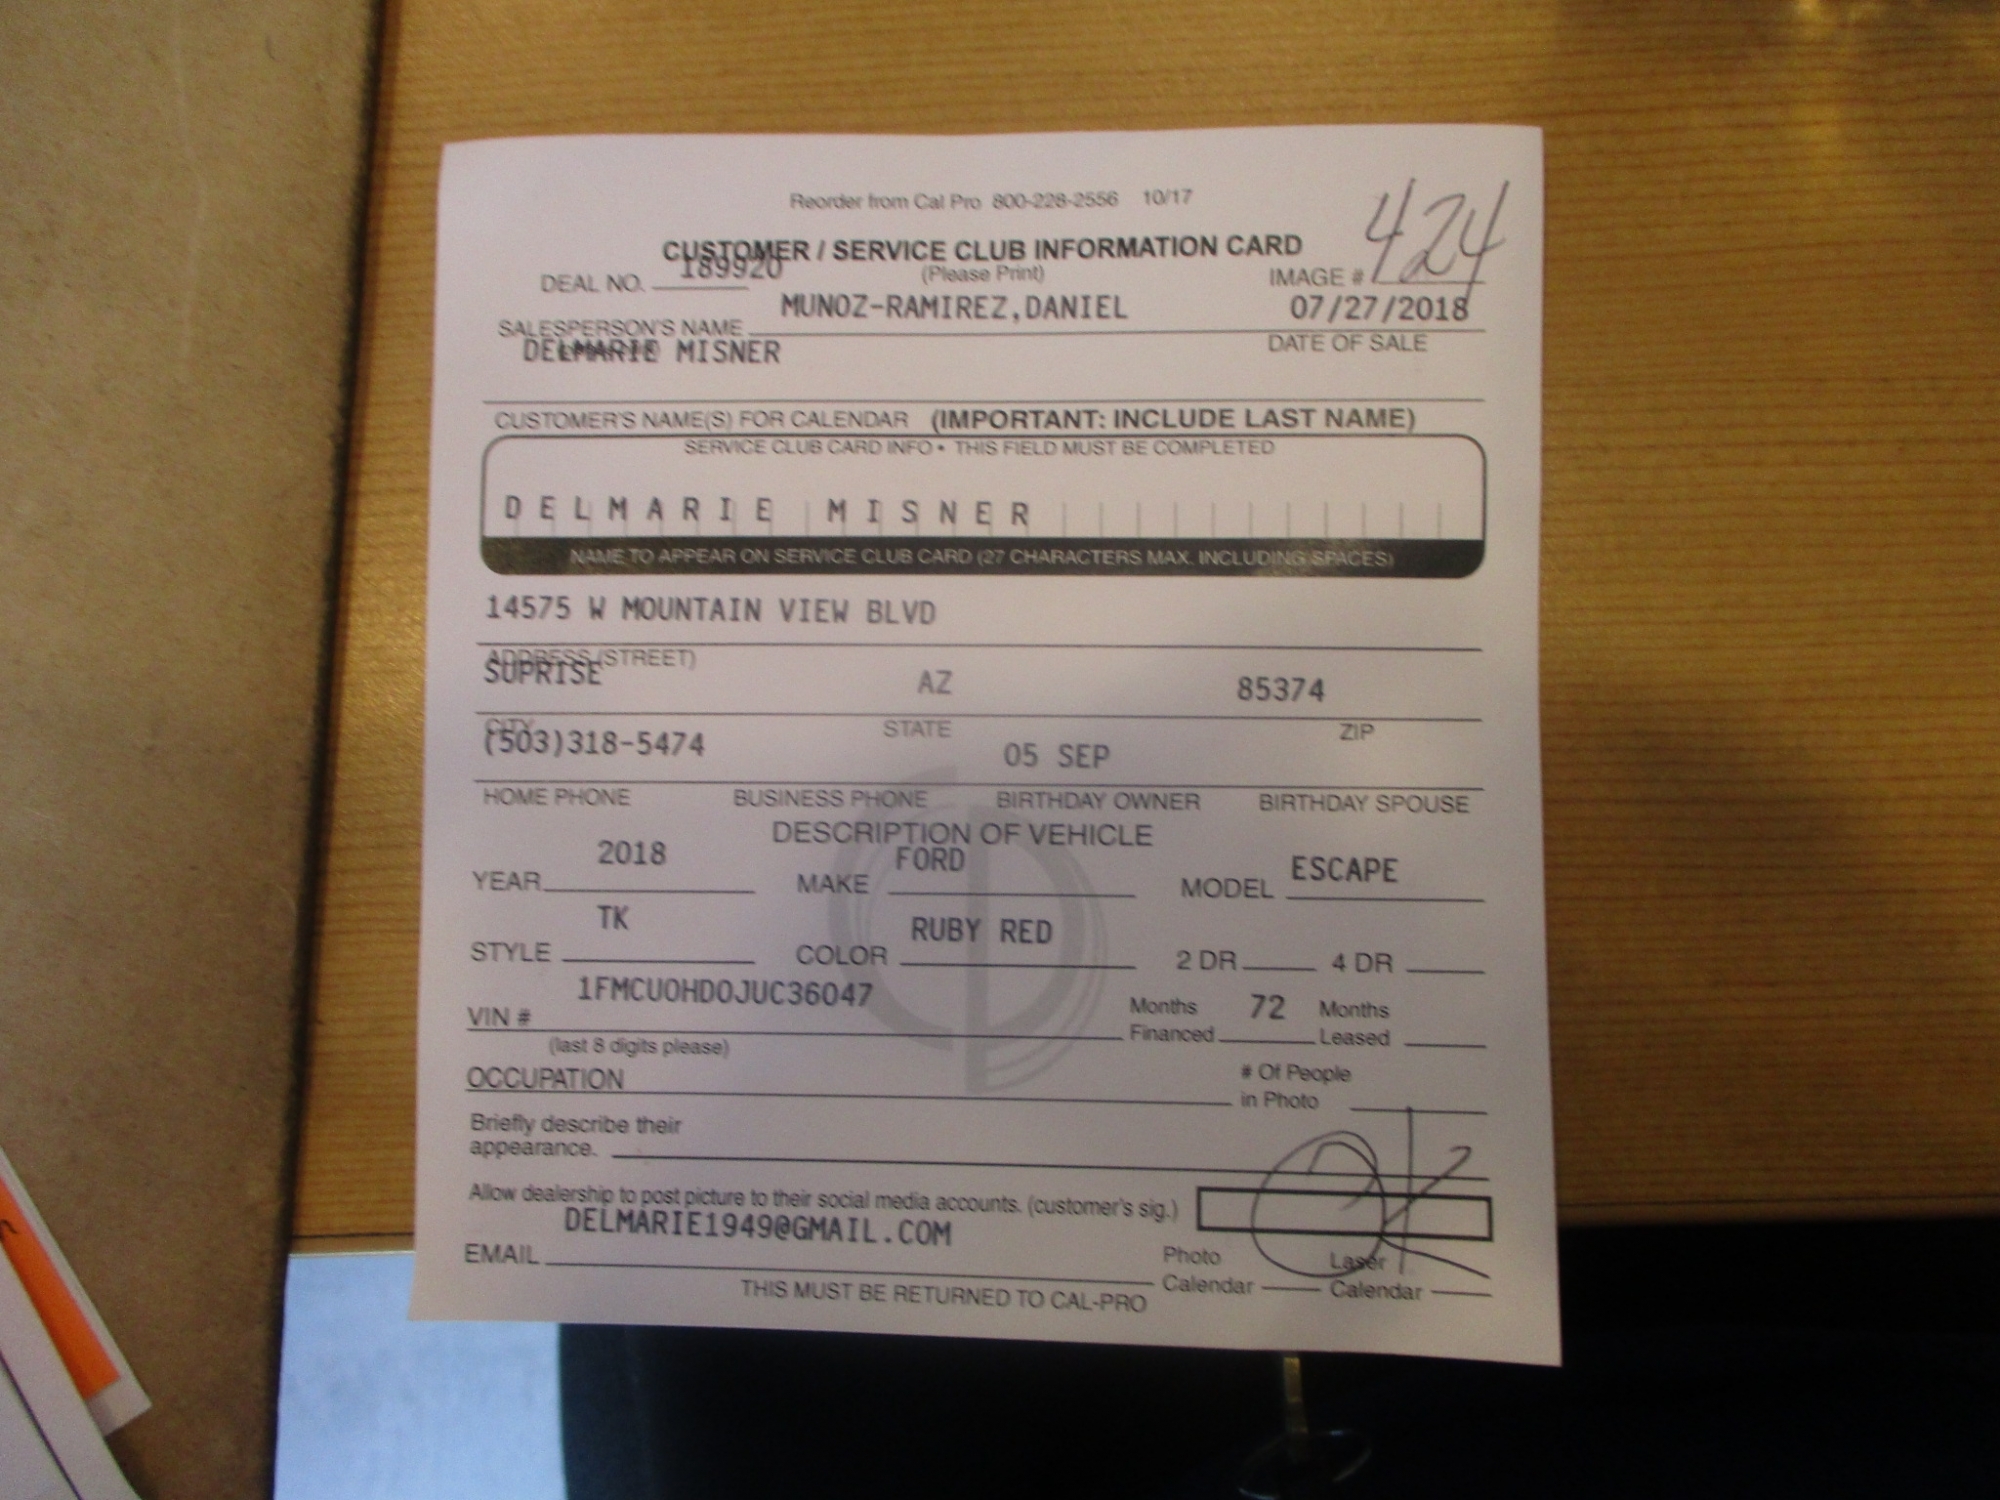 Reorder from Cal Pro 800-228-2556 10/17
424
CUSTOMER / SERVICE CLUB INFORMATION CARD
DEAL NO. 189920 (Please Print) IMAGE #
SALESPERSON'S NAME MUNOZ-RAMIREZ,DANIEL 07/27/2018
DELMARIE MISNER DATE OF SALE
CUSTOMER'S NAME(S) FOR CALENDAR (IMPORTANT: INCLUDE LAST NAME)
SERVICE CLUB CARD INFO • THIS FIELD MUST BE COMPLETED
DELMARIE MISNER
NAME TO APPEAR ON SERVICE CLUB CARD (27 CHARACTERS MAX. INCLUDING SPACES)
14575 W MOUNTAIN VIEW BLVD
ADDRESS (STREET)
SUPRISE AZ 85374
CITY STATE ZIP
(503)318-5474 05 SEP
HOME PHONE BUSINESS PHONE BIRTHDAY OWNER BIRTHDAY SPOUSE
DESCRIPTION OF VEHICLE
YEAR 2018 MAKE FORD MODEL ESCAPE
STYLE TK COLOR RUBY RED 2 DR 4 DR
VIN # 1FMCU0HD0JUC36047 Months Financed 72 Months Leased
(last 8 digits please)
OCCUPATION # Of People in Photo
Briefly describe their
appearance.
Allow dealership to post picture to their social media accounts. (customer's sig.)
EMAIL DELMARIE1949@GMAIL.COM Photo Calendar Laser Calendar
THIS MUST BE RETURNED TO CAL-PRO